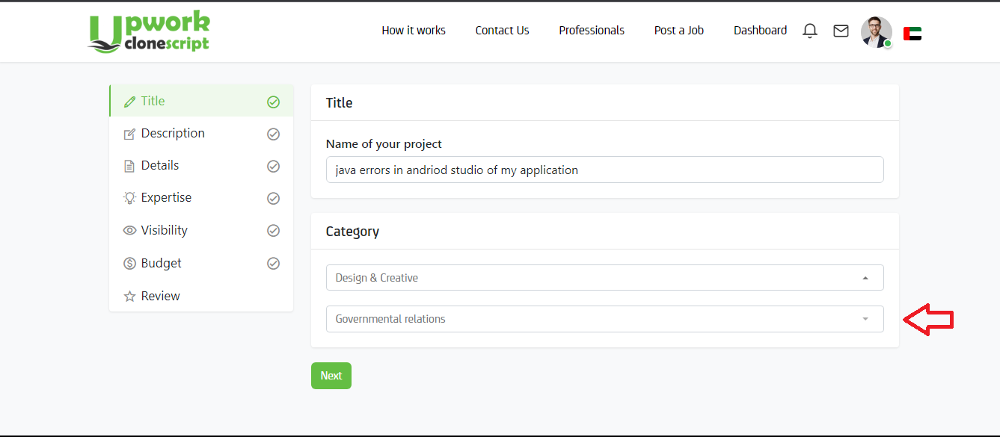 Upwork
clonescript
How it works
Contact Us
Professionals
Post a Job
Dashboard
Title
Description
Details
Expertise
Visibility
Budget
Review
Title
Name of your project
java errors in andriod studio of my application
Category
Design & Creative
Governmental relations
Next